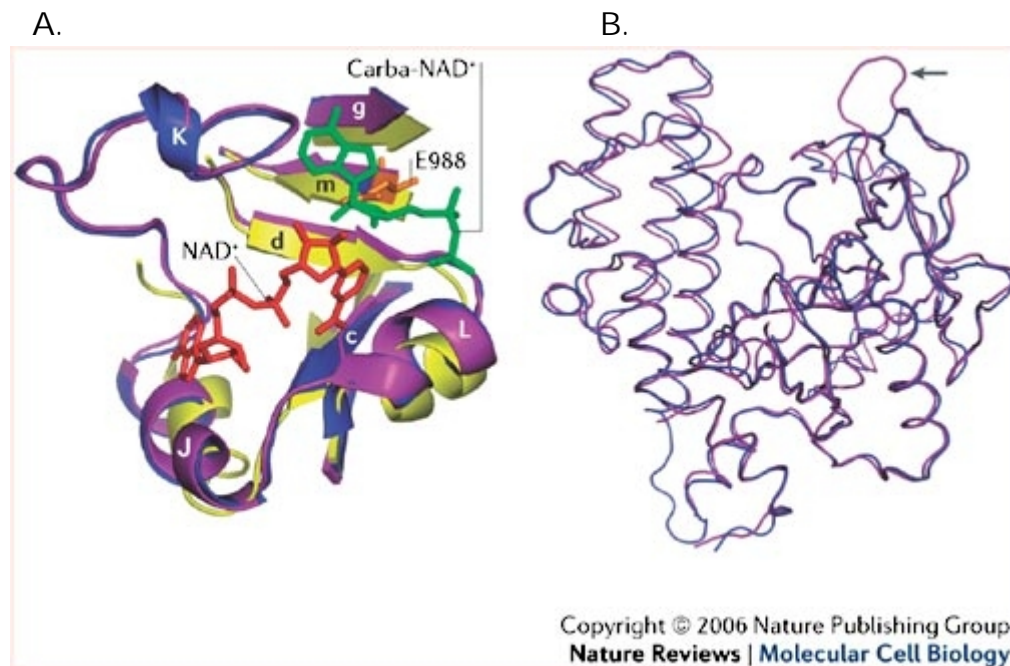 A.
B.
Carba-NAD⁺
g
K
E988
m
d
NAD⁺
c
L
J
Copyright © 2006 Nature Publishing Group
Nature Reviews | Molecular Cell Biology